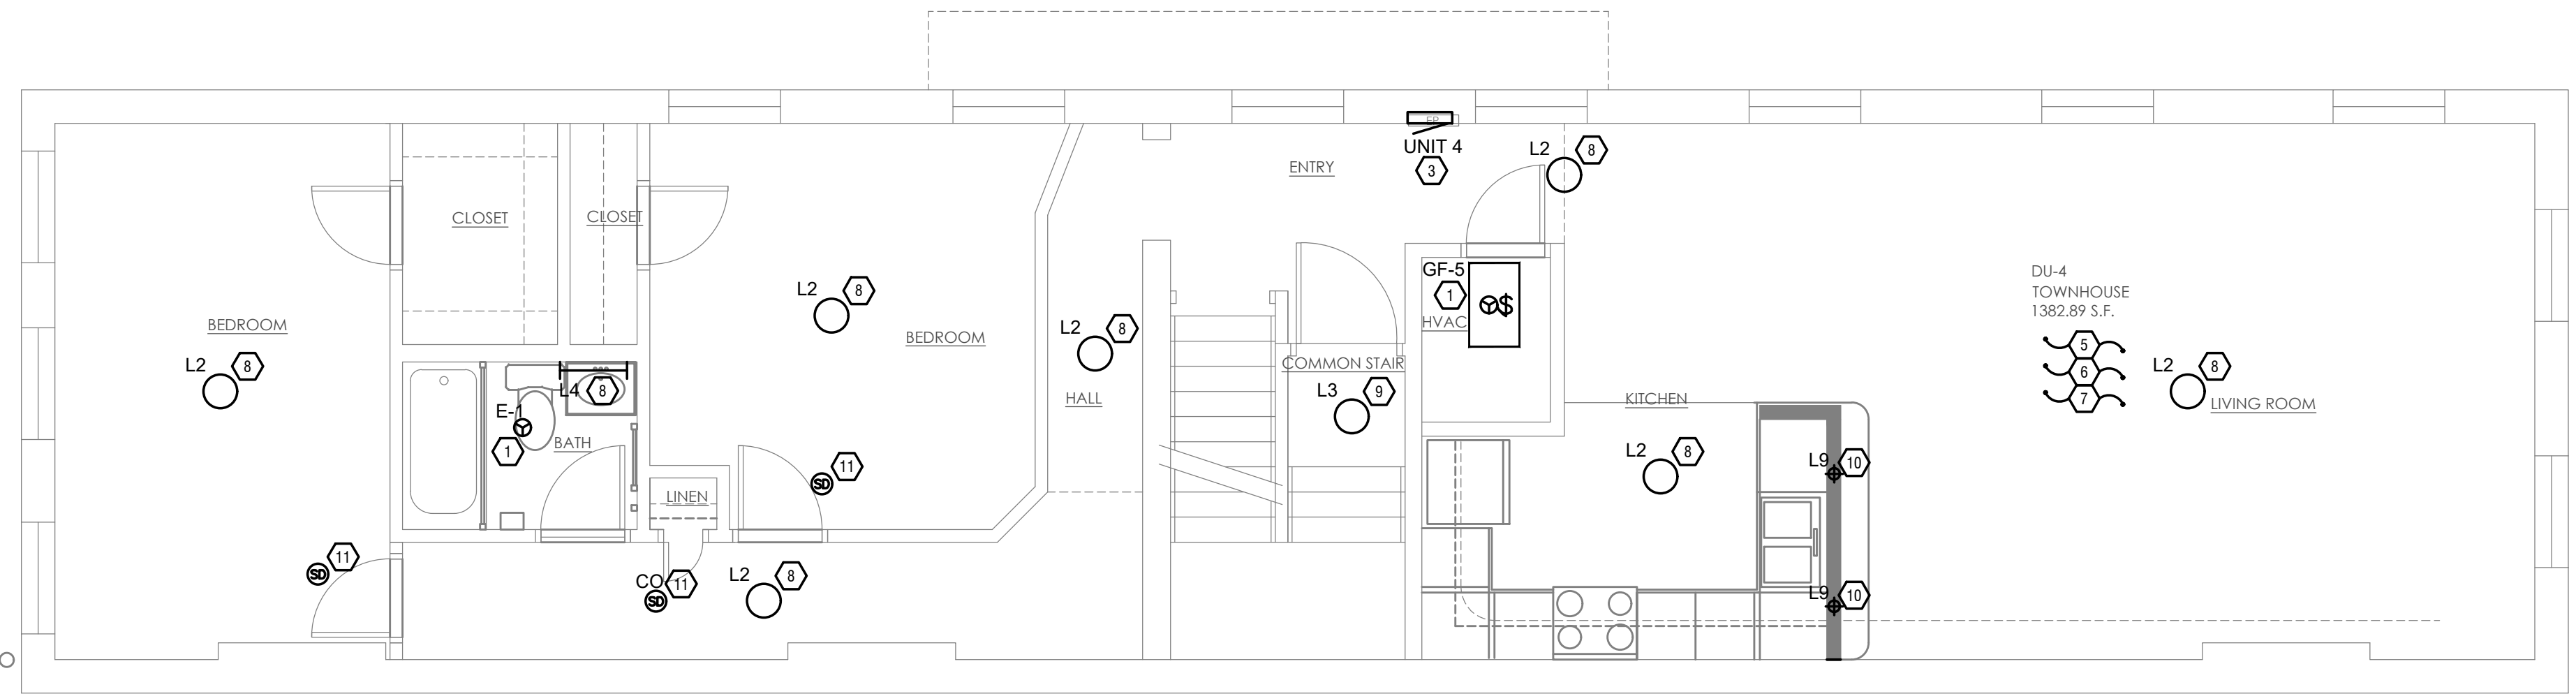 EP
UNIT 4
3
L2
8
ENTRY
CLOSET
CLOSET
GF-5
1
$
HVAC
DU-4
TOWNHOUSE
1382.89 S.F.
5
6
7
L2
8
LIVING ROOM
BEDROOM
L2
8
L2
8
BEDROOM
L2
8
HALL
COMMON STAIR
L3
9
L4
8
E-1
1
BATH
KITCHEN
L2
8
L9
10
SD
11
LINEN
SD
11
CO
SD
11
L2
8
L9
10